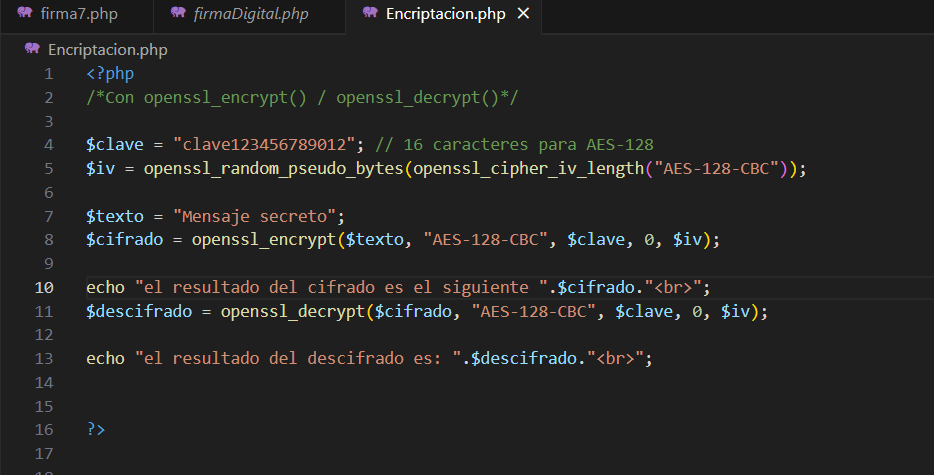 firma7.php firmaDigital.php Encriptacion.php ✕
Encriptacion.php
1 <?php
2 /*Con openssl_encrypt() / openssl_decrypt()*/
3
4 $clave = "clave123456789012"; // 16 caracteres para AES-128
5 $iv = openssl_random_pseudo_bytes(openssl_cipher_iv_length("AES-128-CBC"));
6
7 $texto = "Mensaje secreto";
8 $cifrado = openssl_encrypt($texto, "AES-128-CBC", $clave, 0, $iv);
9
10 echo "el resultado del cifrado es el siguiente ".$cifrado."<br>";
11 $descifrado = openssl_decrypt($cifrado, "AES-128-CBC", $clave, 0, $iv);
12
13 echo "el resultado del descifrado es: ".$descifrado."<br>";
14
15
16 ?>
17